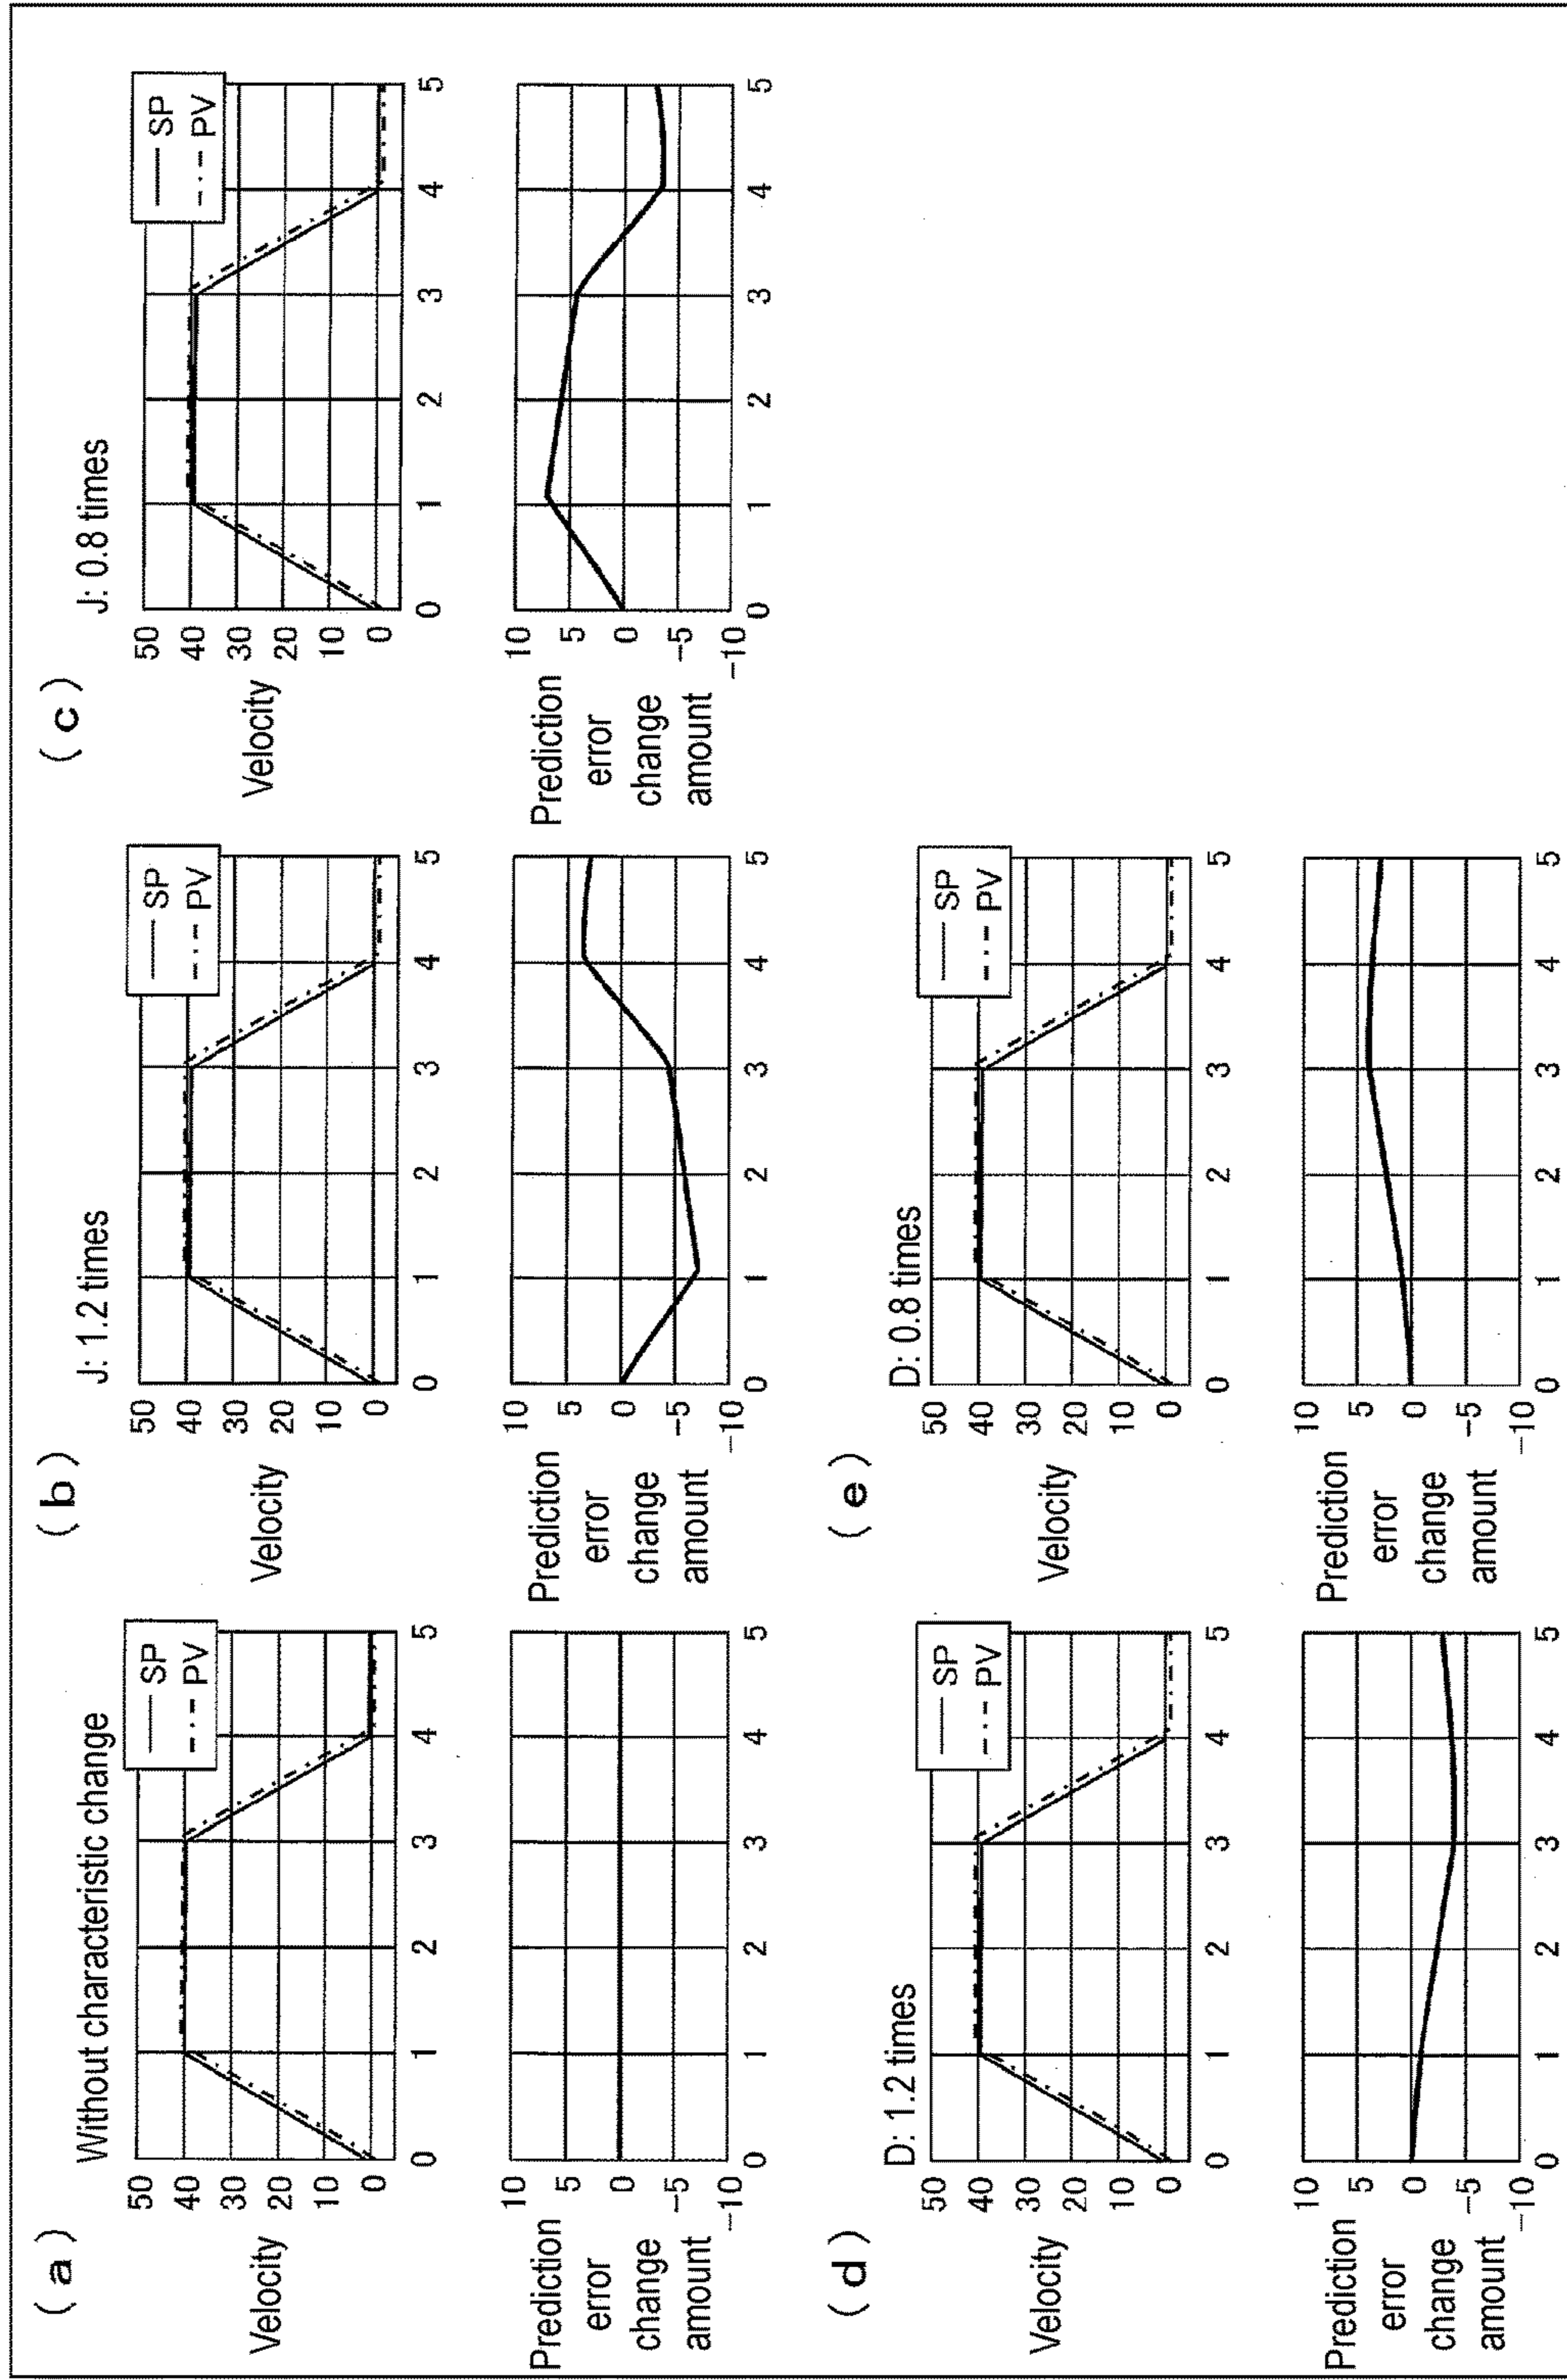 ( a )
Without characteristic change
50
40
30
20
10
0
Velocity
SP
PV
0 1 2 3 4 5
10
5
0
−5
−10
Prediction
error
change
amount
0 1 2 3 4 5
( b )
J: 1.2 times
50
40
30
20
10
0
Velocity
SP
PV
0 1 2 3 4 5
10
5
0
−5
−10
Prediction
error
change
amount
0 1 2 3 4 5
( c )
J: 0.8 times
50
40
30
20
10
0
Velocity
SP
PV
0 1 2 3 4 5
10
5
0
−5
−10
Prediction
error
change
amount
0 1 2 3 4 5
( d )
D: 1.2 times
50
40
30
20
10
0
Velocity
SP
PV
0 1 2 3 4 5
10
5
0
−5
−10
Prediction
error
change
amount
0 1 2 3 4 5
( e )
D: 0.8 times
50
40
30
20
10
0
Velocity
SP
PV
0 1 2 3 4 5
10
5
0
−5
−10
Prediction
error
change
amount
0 1 2 3 4 5